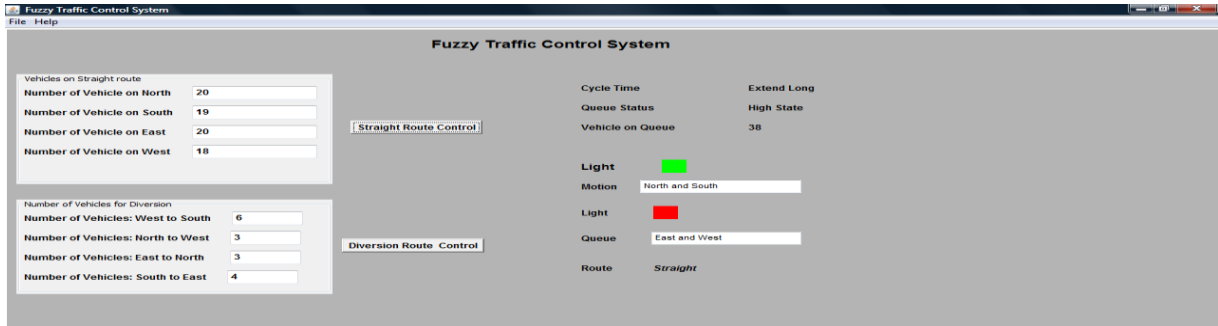 Fuzzy Traffic Control System
File Help
Fuzzy Traffic Control System
Vehicles on Straight route
Number of Vehicle on North 20
Number of Vehicle on South 19
Number of Vehicle on East 20
Number of Vehicle on West 18
Straight Route Control
Number of Vehicles for Diversion
Number of Vehicles: West to South 6
Number of Vehicles: North to West 3
Number of Vehicles: East to North 3
Number of Vehicles: South to East 4
Diversion Route Control
Cycle Time Extend Long
Queue Status High State
Vehicle on Queue 38
Light
Motion North and South
Light
Queue East and West
Route Straight